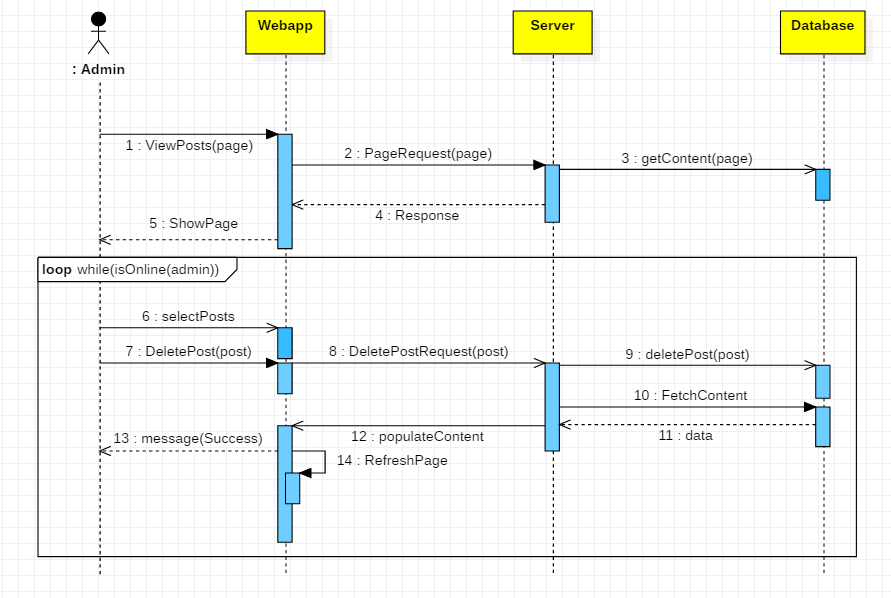 Webapp
Server
Database
: Admin
1 : ViewPosts(page)
2 : PageRequest(page)
3 : getContent(page)
4 : Response
5 : ShowPage
loop while(isOnline(admin))
6 : selectPosts
7 : DeletePost(post)
8 : DeletePostRequest(post)
9 : deletePost(post)
10 : FetchContent
11 : data
12 : populateContent
13 : message(Success)
14 : RefreshPage